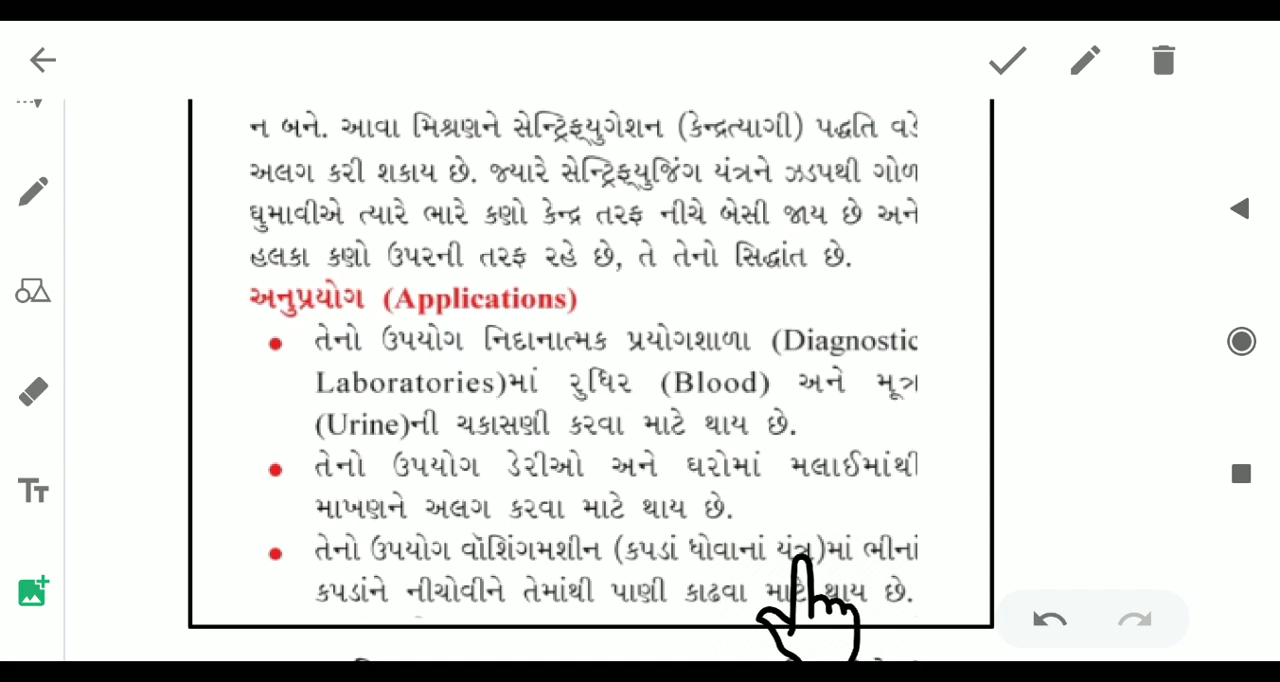 ન બને. આવા મિશ્રણને સેન્ટ્રિફ્યુગેશન (કેન્દ્રત્યાગી) પદ્ધતિ વડે
અલગ કરી શકાય છે. જ્યારે સેન્ટ્રિફ્યુજિંગ યંત્રને ઝડપથી ગોળ
ઘુમાવીએ ત્યારે ભારે કણો કેન્દ્ર તરફ નીચે બેસી જાય છે અને
હલકા કણો ઉપરની તરફ રહે છે, તે તેનો સિદ્ધાંત છે.
અનુપ્રયોગ (Applications)
તેનો ઉપયોગ નિદાનાત્મક પ્રયોગશાળા (Diagnostic
Laboratories)માં રુધિર (Blood) અને મૂત્ર
(Urine)ની ચકાસણી કરવા માટે થાય છે.
તેનો ઉપયોગ ડેરીઓ અને ઘરોમાં મલાઈમાંથી
માખણને અલગ કરવા માટે થાય છે.
તેનો ઉપયોગ વૉશિંગમશીન (કપડાં ધોવાનાં યંત્ર)માં ભીનાં
કપડાંને નીચોવીને તેમાંથી પાણી કાઢવા માટે થાય છે.
Tт